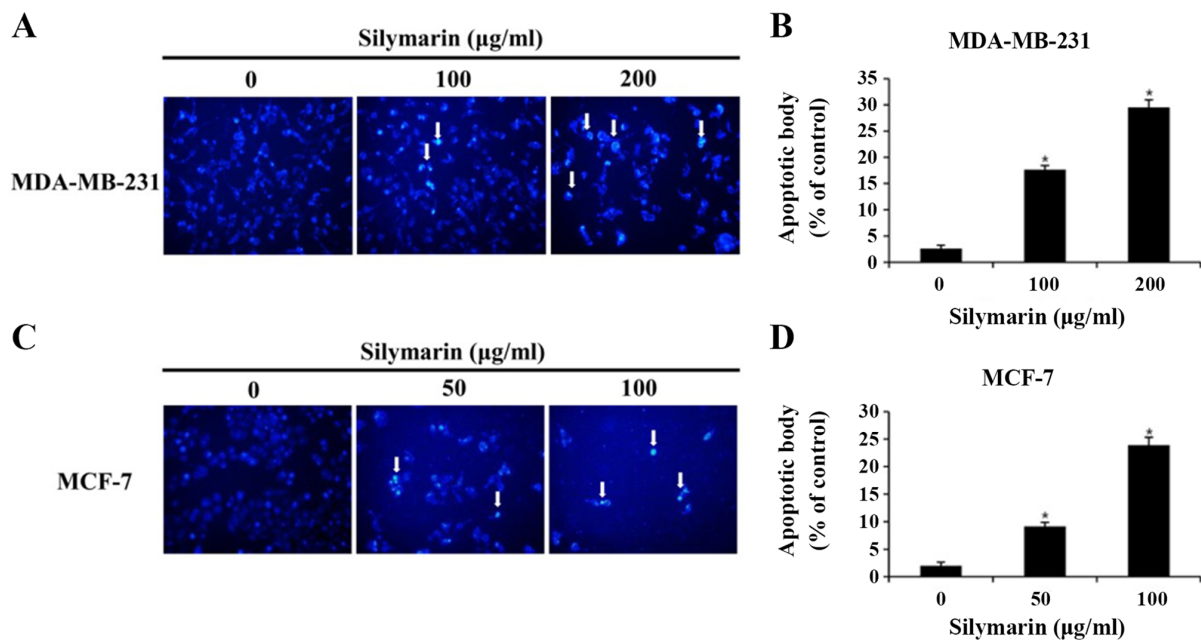 A
Silymarin (μg/ml)
0 100 200
MDA-MB-231
B
MDA-MB-231
Apoptotic body
(% of control)
35
30
25
20
15
10
5
0
*
*
0 100 200
Silymarin (μg/ml)
C
Silymarin (μg/ml)
0 50 100
MCF-7
D
MCF-7
Apoptotic body
(% of control)
30
25
20
15
10
5
0
*
*
0 50 100
Silymarin (μg/ml)